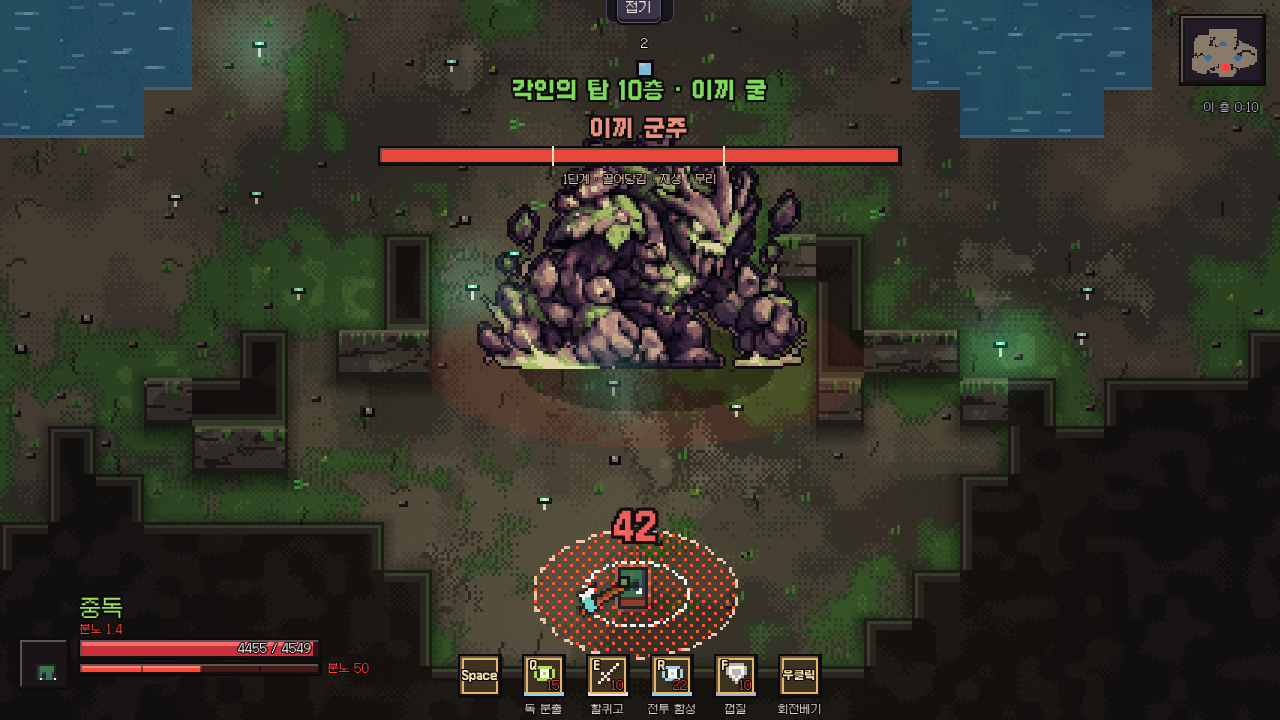 접기
2
각인의 탑 10층 · 이끼 굴
이 층 0:10
이끼 군주
1단계 · 끌어당김 · 지상 · 무리
42
중독
분노 1.4
4455 / 4549
분노 50
Space
Q 15
E 10
R 22
F 10
우클릭
독 분출
할퀴고
전투 함성
껍질
회전베기